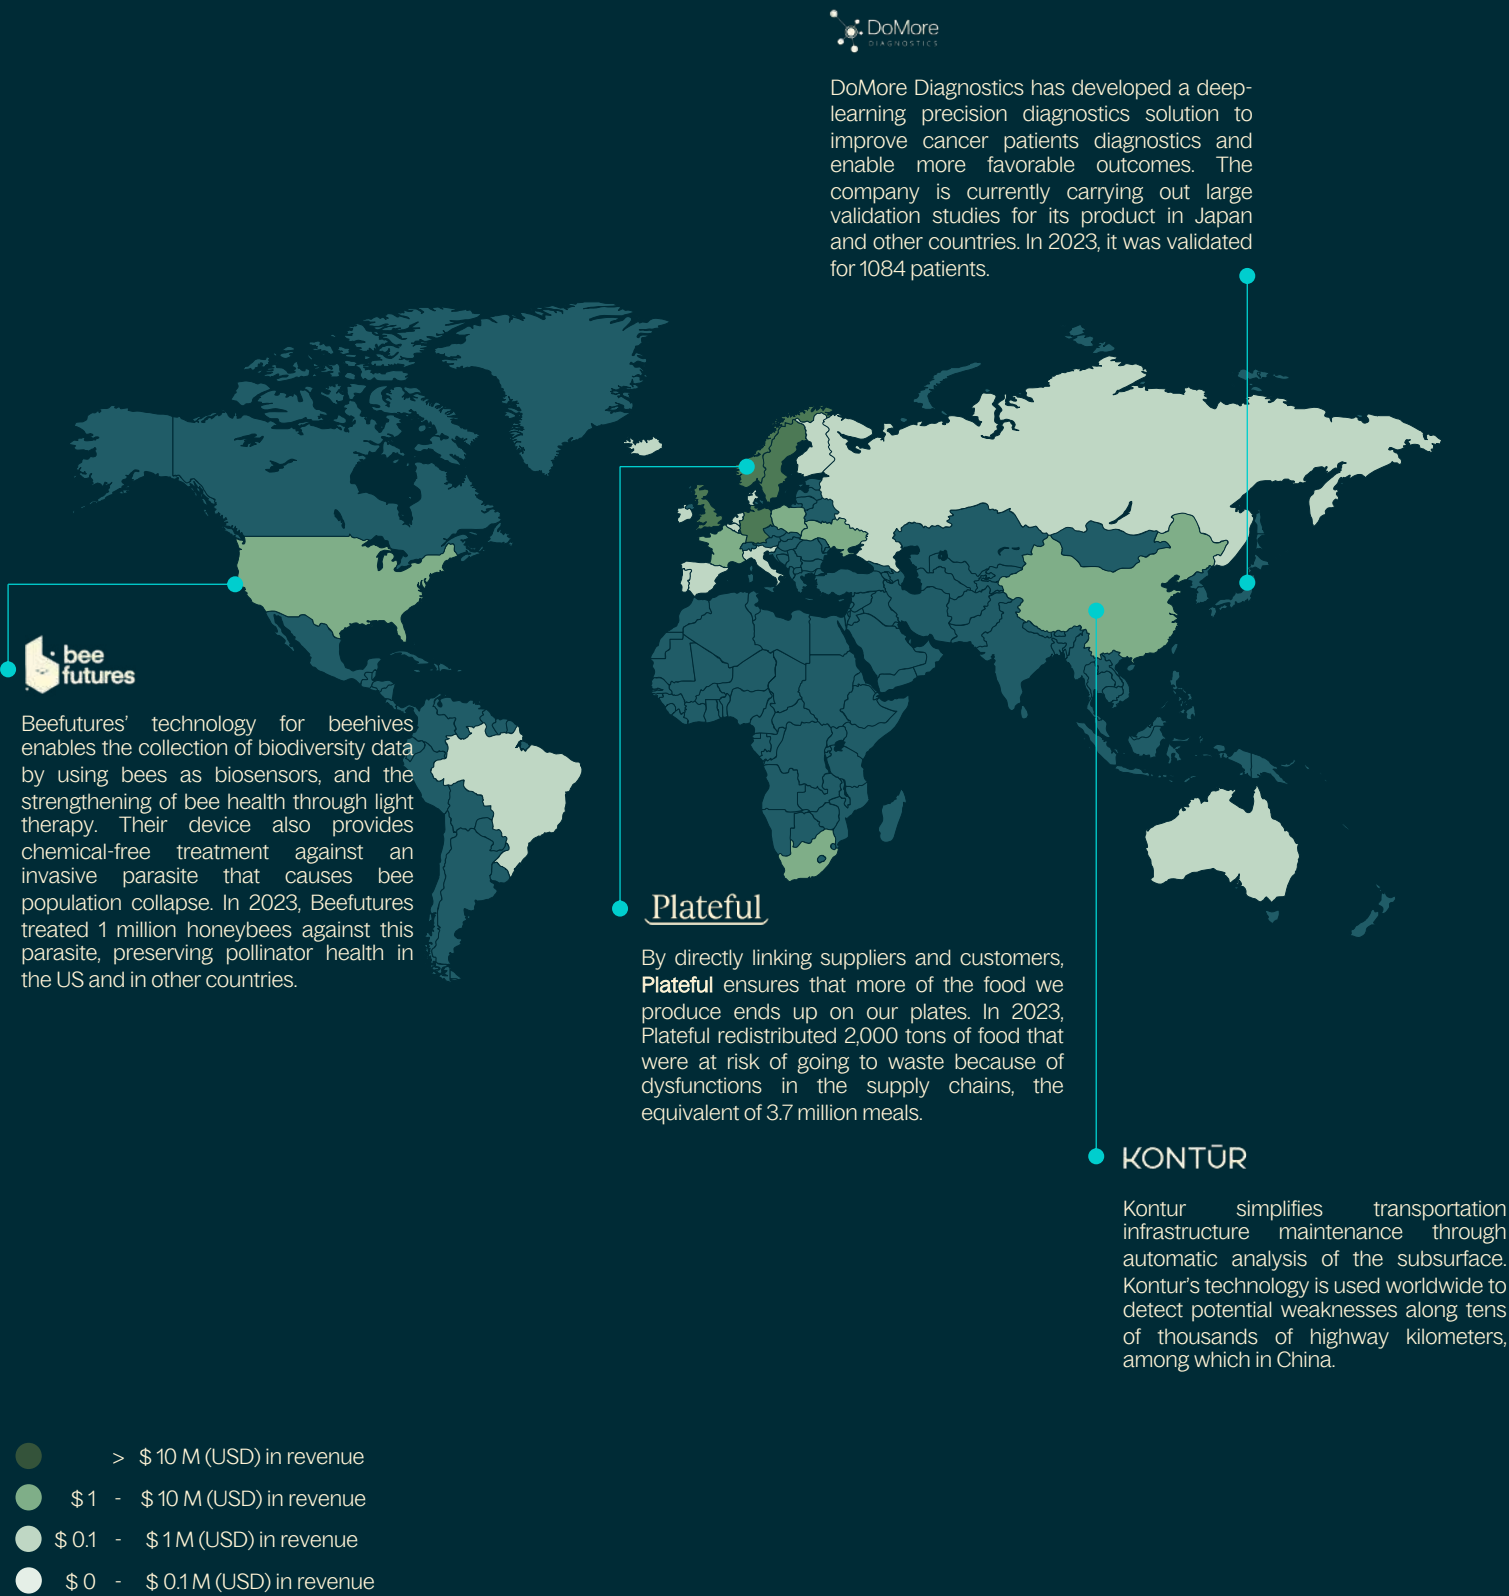 DoMore
DIAGNOSTICS
DoMore Diagnostics has developed a deep-
learning precision diagnostics solution to
improve cancer patients diagnostics and
enable more favorable outcomes. The
company is currently carrying out large
validation studies for its product in Japan
and other countries. In 2023, it was validated
for 1084 patients.
bee
futures
Beefutures’ technology for beehives
enables the collection of biodiversity data
by using bees as biosensors, and the
strengthening of bee health through light
therapy. Their device also provides
chemical-free treatment against an
invasive parasite that causes bee
population collapse. In 2023, Beefutures
treated 1 million honeybees against this
parasite, preserving pollinator health in
the US and in other countries.
Plateful
By directly linking suppliers and customers,
Plateful ensures that more of the food we
produce ends up on our plates. In 2023,
Plateful redistributed 2,000 tons of food that
were at risk of going to waste because of
dysfunctions in the supply chains, the
equivalent of 3.7 million meals.
KONTŪR
Kontur simplifies transportation
infrastructure maintenance through
automatic analysis of the subsurface.
Kontur’s technology is used worldwide to
detect potential weaknesses along tens
of thousands of highway kilometers,
among which in China.
> $ 10 M (USD) in revenue
$ 1 - $ 10 M (USD) in revenue
$ 0.1 - $ 1 M (USD) in revenue
$ 0 - $ 0.1 M (USD) in revenue